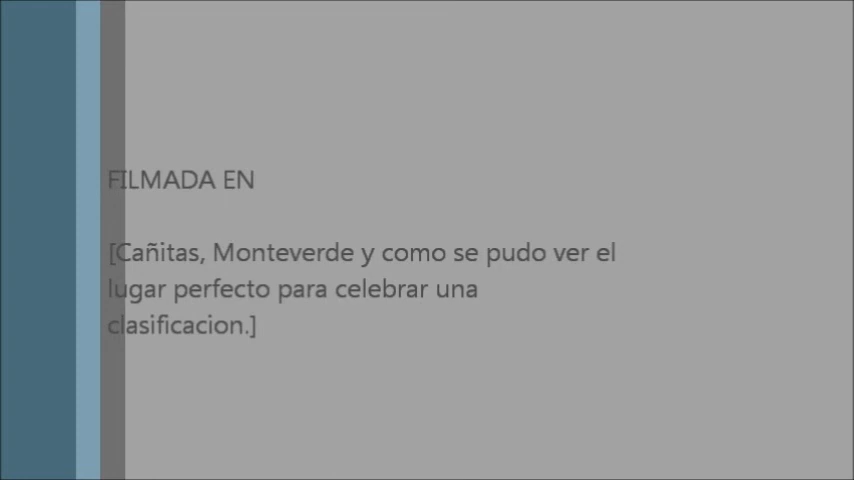 FILMADA EN
[Cañitas, Monteverde y como se pudo ver el
lugar perfecto para celebrar una
clasificacion.]